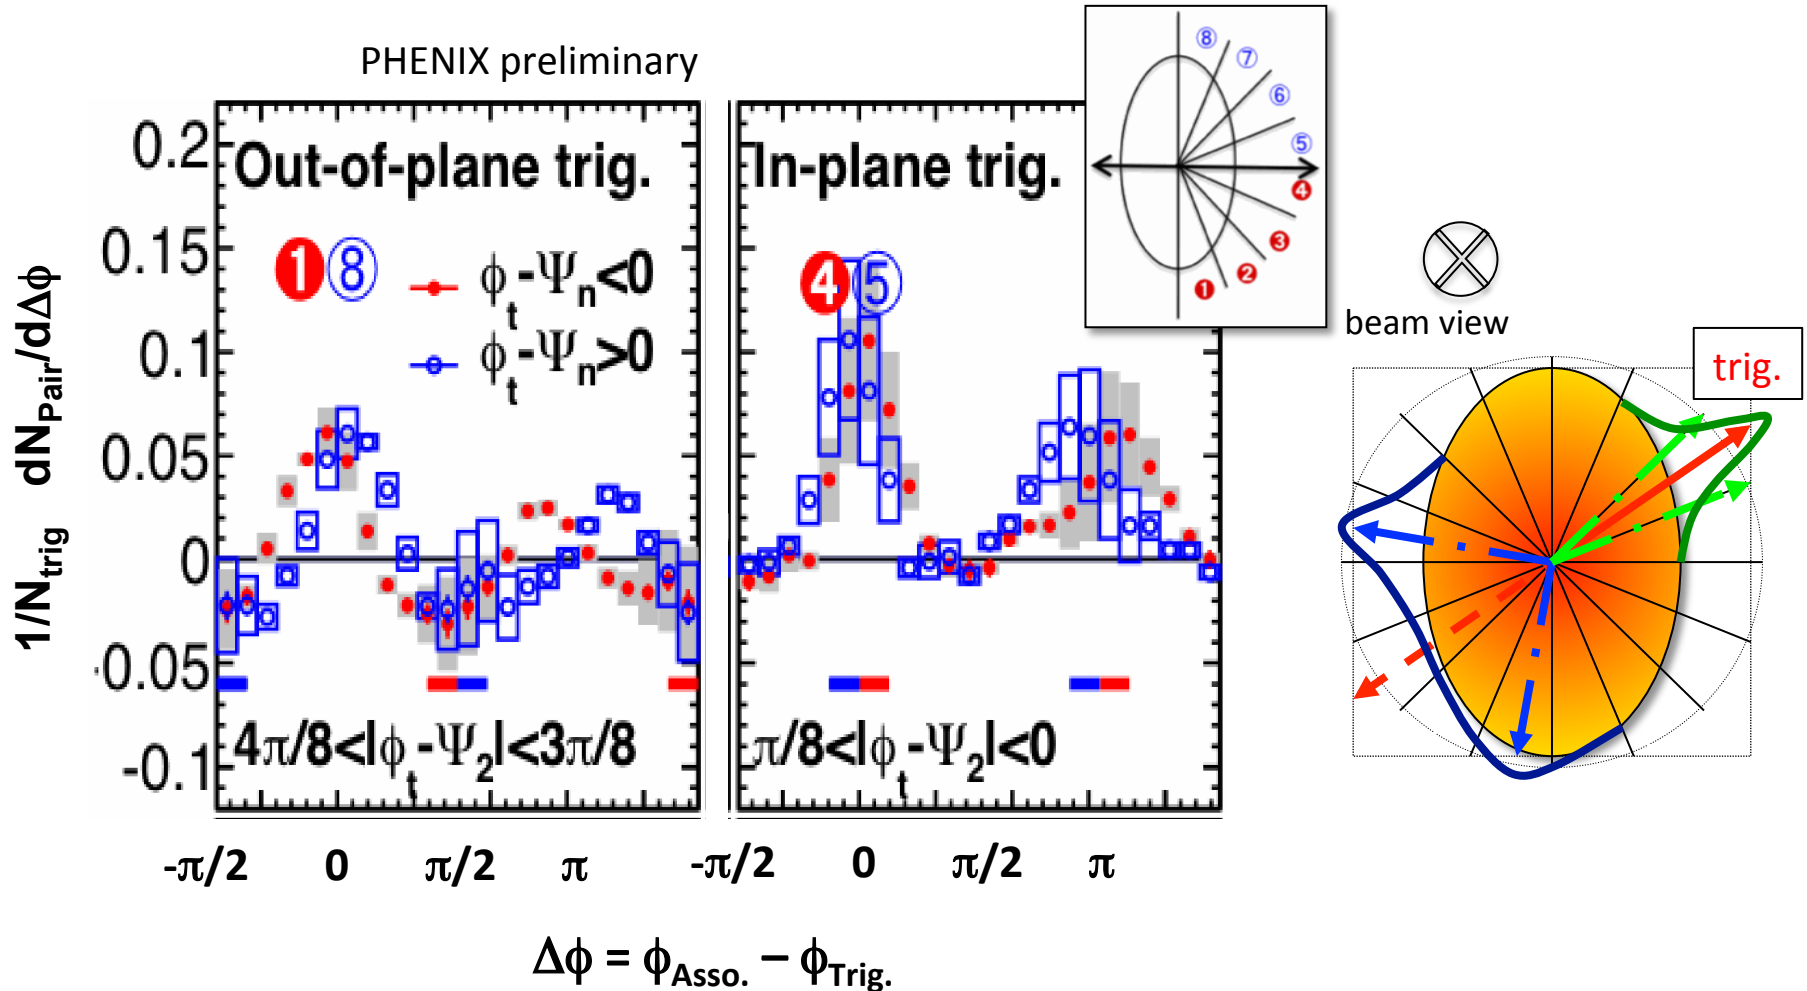 PHENIX preliminary
1/N_trig dN_Pair/dΔϕ
0.2
0.15
0.1
0.05
0
-0.05
-0.1
Out-of-plane trig.
1 8
ϕ_t-Ψ_n<0
ϕ_t-Ψ_n>0
4π/8<|ϕ_t-Ψ_2|<3π/8
-π/2 0 π/2 π
In-plane trig.
4 5
π/8<|ϕ_t-Ψ_2|<0
-π/2 0 π/2 π
Δϕ = ϕ_Asso. – ϕ_Trig.
8
7
6
5
4
3
2
1
beam view
trig.